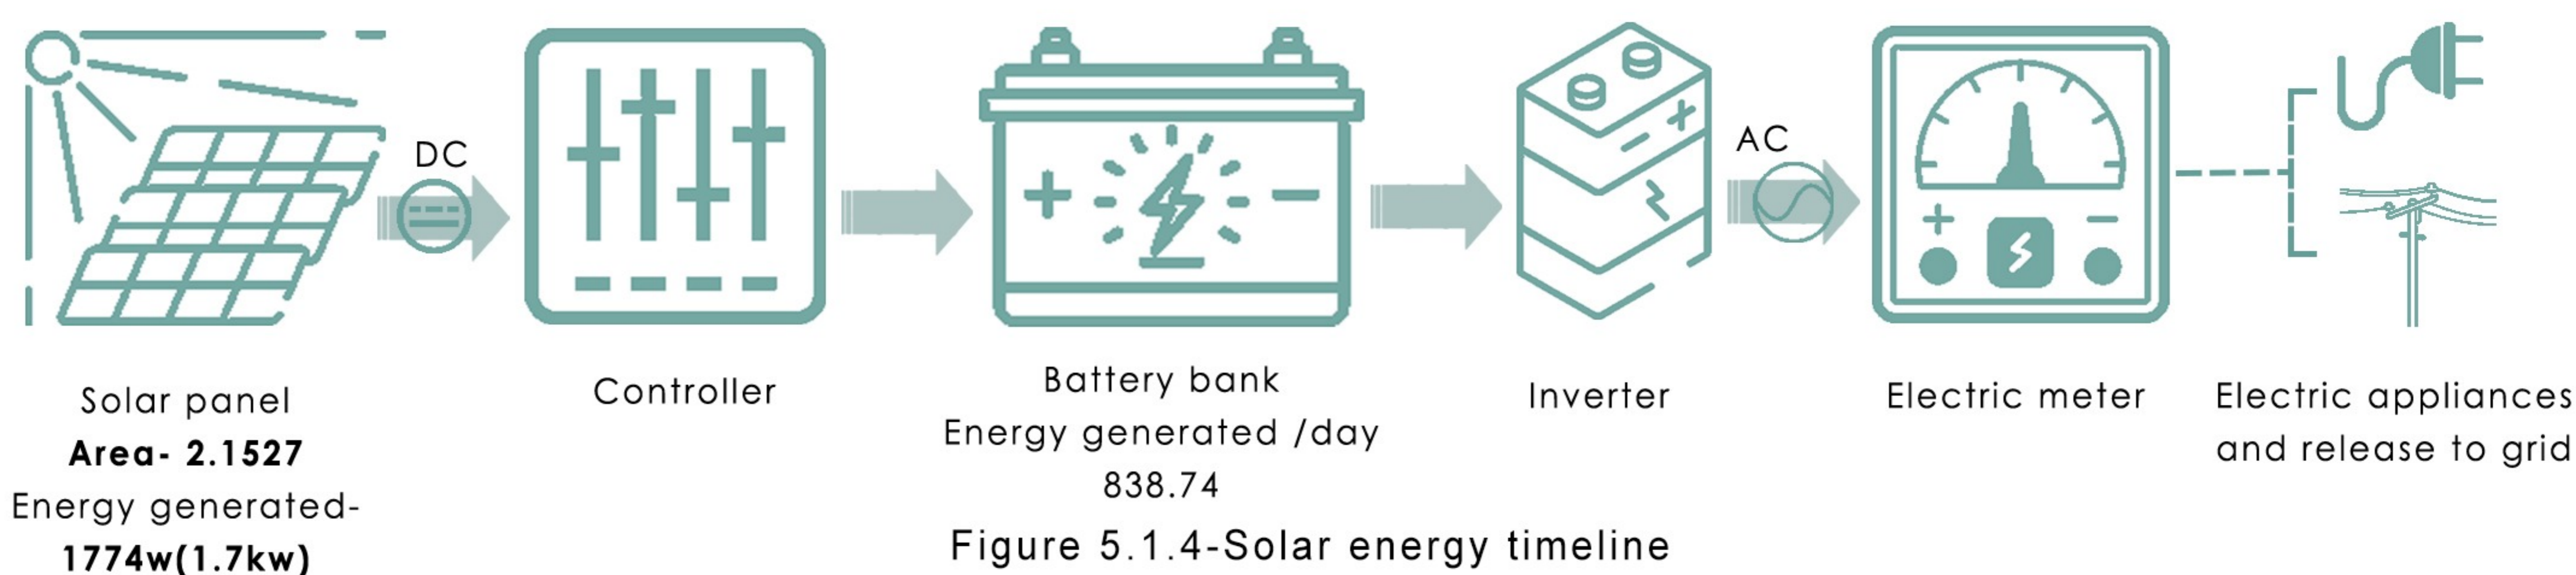 DC
AC
Solar panel
Area- 2.1527
Energy generated-
1774w(1.7kw)
Controller
Battery bank
Energy generated /day
838.74
Inverter
Electric meter
Electric appliances
and release to grid
Figure 5.1.4-Solar energy timeline